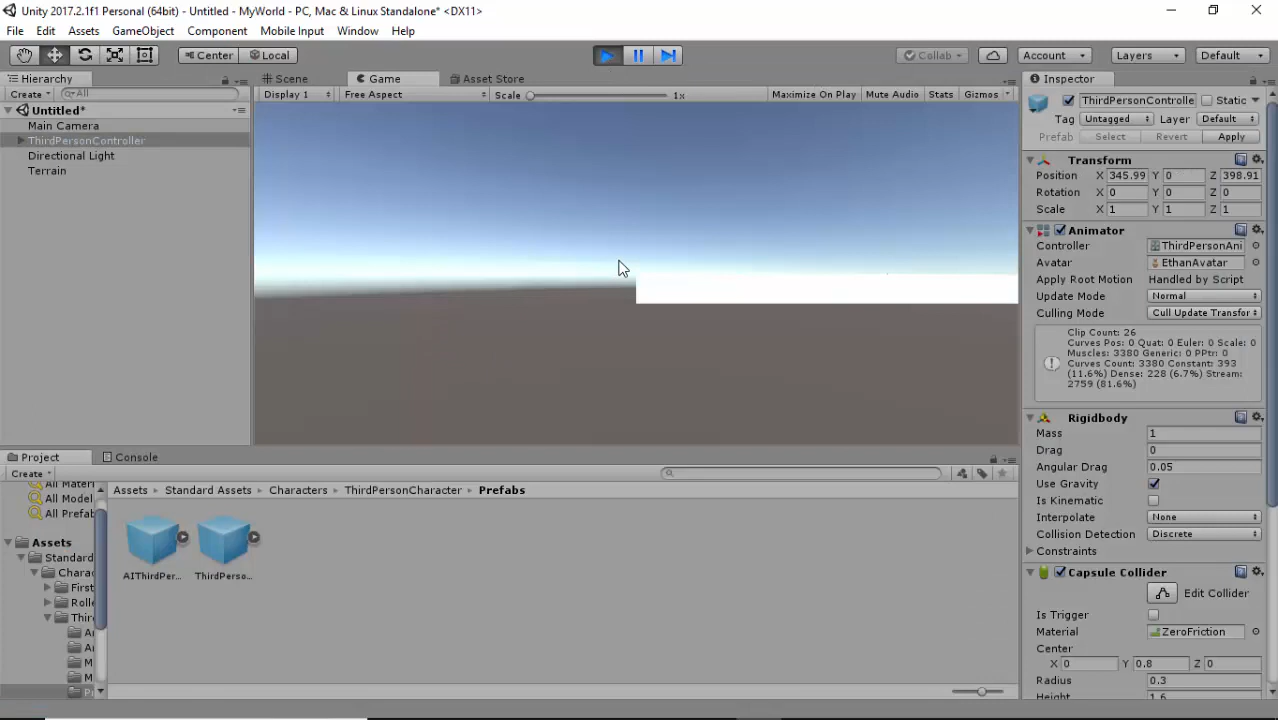 Unity 2017.2.1f1 Personal (64bit) - Untitled - MyWorld - PC, Mac & Linux Standalone* <DX11>
File Edit Assets GameObject Component Mobile Input Window Help
Center Local Collab Account Layers Default
Hierarchy
Create All
Untitled*
Main Camera
ThirdPersonController
Directional Light
Terrain
Scene Game Asset Store
Display 1 Free Aspect Scale 1x Maximize On Play Mute Audio Stats Gizmos
Inspector
ThirdPersonControlle Static
Tag Untagged Layer Default
Prefab Select Revert Apply
Transform
Position X 345.99 Y 0 Z 398.91
Rotation X 0 Y 0 Z 0
Scale X 1 Y 1 Z 1
Animator
Controller ThirdPersonAni
Avatar EthanAvatar
Apply Root Motion Handled by Script
Update Mode Normal
Culling Mode Cull Update Transfor
Clip Count: 26
Curves Pos: 0 Quat: 0 Euler: 0 Scale: 0
Muscles: 3380 Generic: 0 PPtr: 0
Curves Count: 3380 Constant: 393
(11.6%) Dense: 228 (6.7%) Stream:
2759 (81.6%)
Rigidbody
Mass 1
Drag 0
Angular Drag 0.05
Use Gravity
Is Kinematic
Interpolate None
Collision Detection Discrete
Constraints
Capsule Collider
Edit Collider
Is Trigger
Material ZeroFriction
Center
X 0 Y 0.8 Z 0
Radius 0.3
Height 1.6
Project Console
Create
All Materi
All Model
All Prefab
Assets
Standard
Charac
First
Rolle
Third
Ar
M
M
Pr
Assets Standard Assets Characters ThirdPersonCharacter Prefabs
AIThirdPer... ThirdPerso...